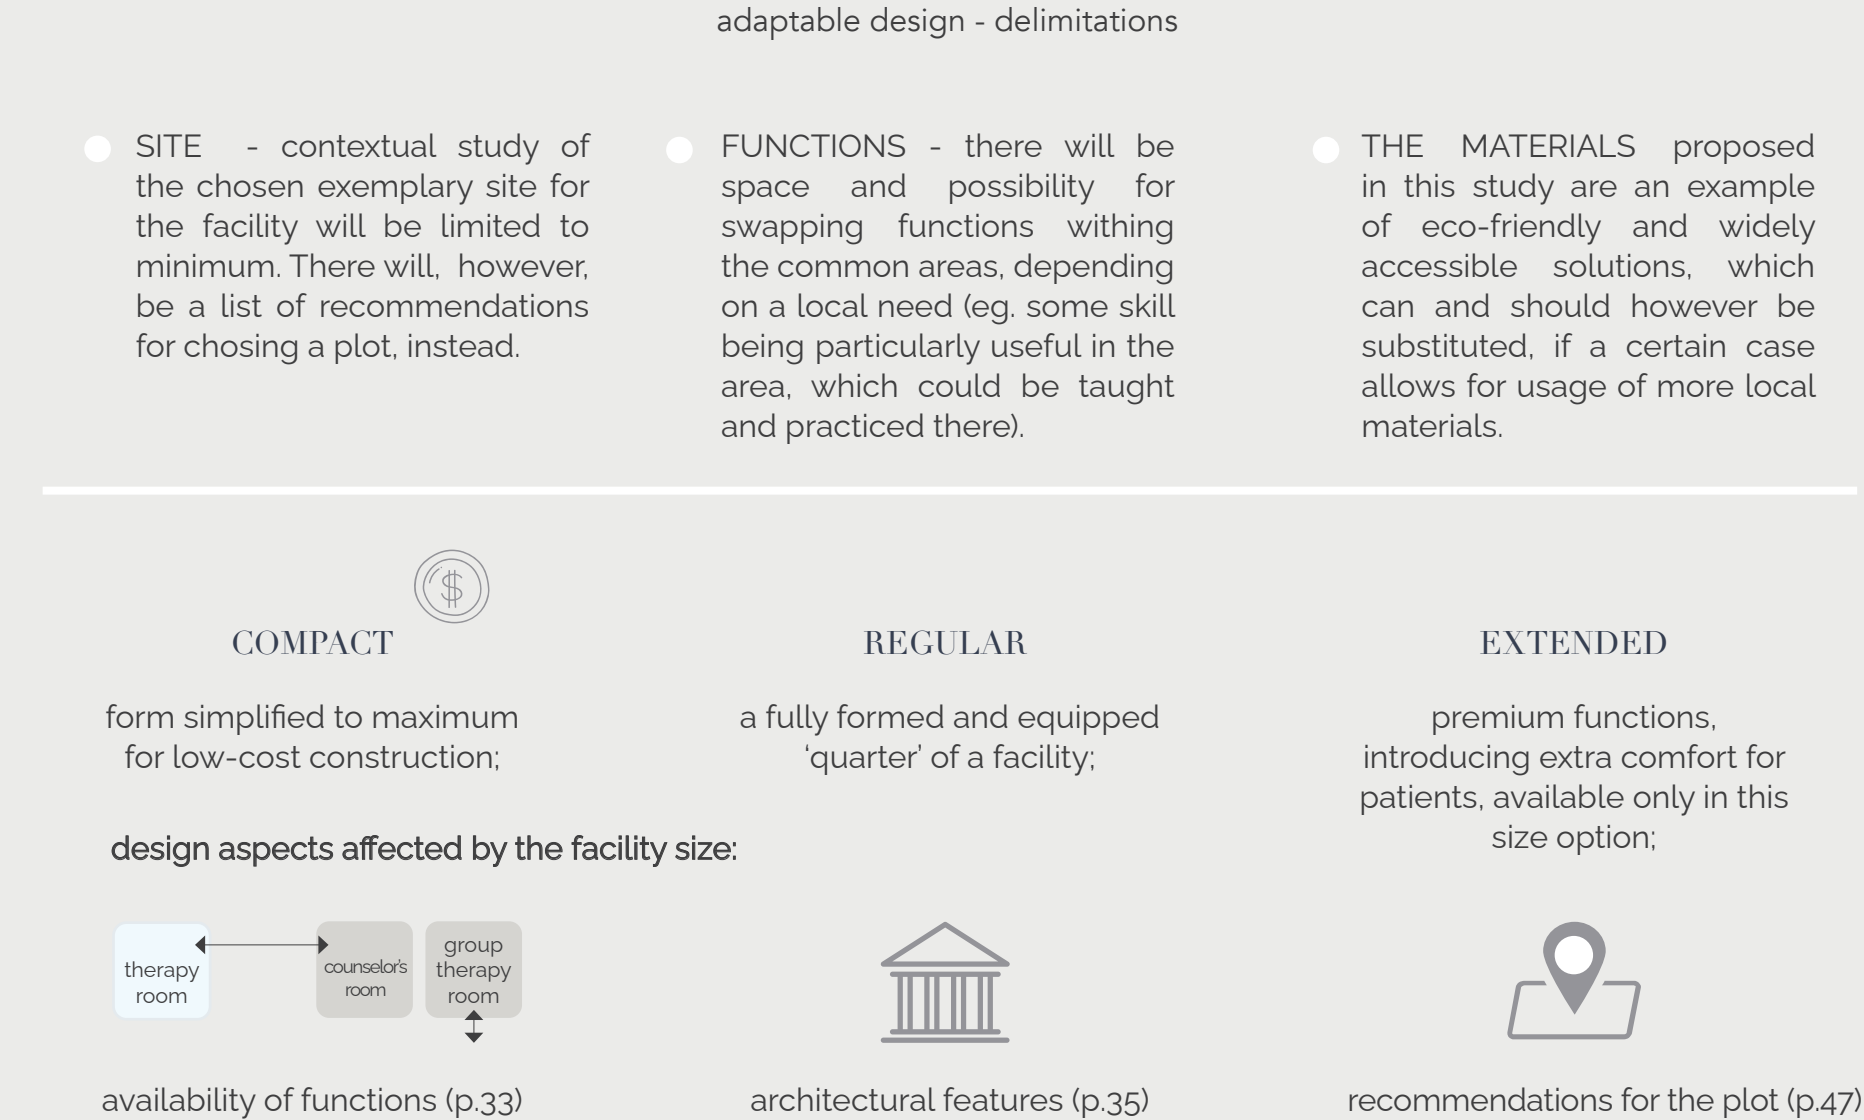 adaptable design - delimitations
SITE - contextual study of
the chosen exemplary site for
the facility will be limited to
minimum. There will, however,
be a list of recommendations
for chosing a plot, instead.
FUNCTIONS - there will be
space and possibility for
swapping functions withing
the common areas, depending
on a local need (eg. some skill
being particularly useful in the
area, which could be taught
and practiced there).
THE MATERIALS proposed
in this study are an example
of eco-friendly and widely
accessible solutions, which
can and should however be
substituted, if a certain case
allows for usage of more local
materials.
$
COMPACT
form simplified to maximum
for low-cost construction;
REGULAR
a fully formed and equipped
‘quarter’ of a facility;
EXTENDED
premium functions,
introducing extra comfort for
patients, available only in this
size option;
design aspects affected by the facility size:
therapy
room
counselor's
room
group
therapy
room
availability of functions (p.33)
architectural features (p.35)
recommendations for the plot (p.47)